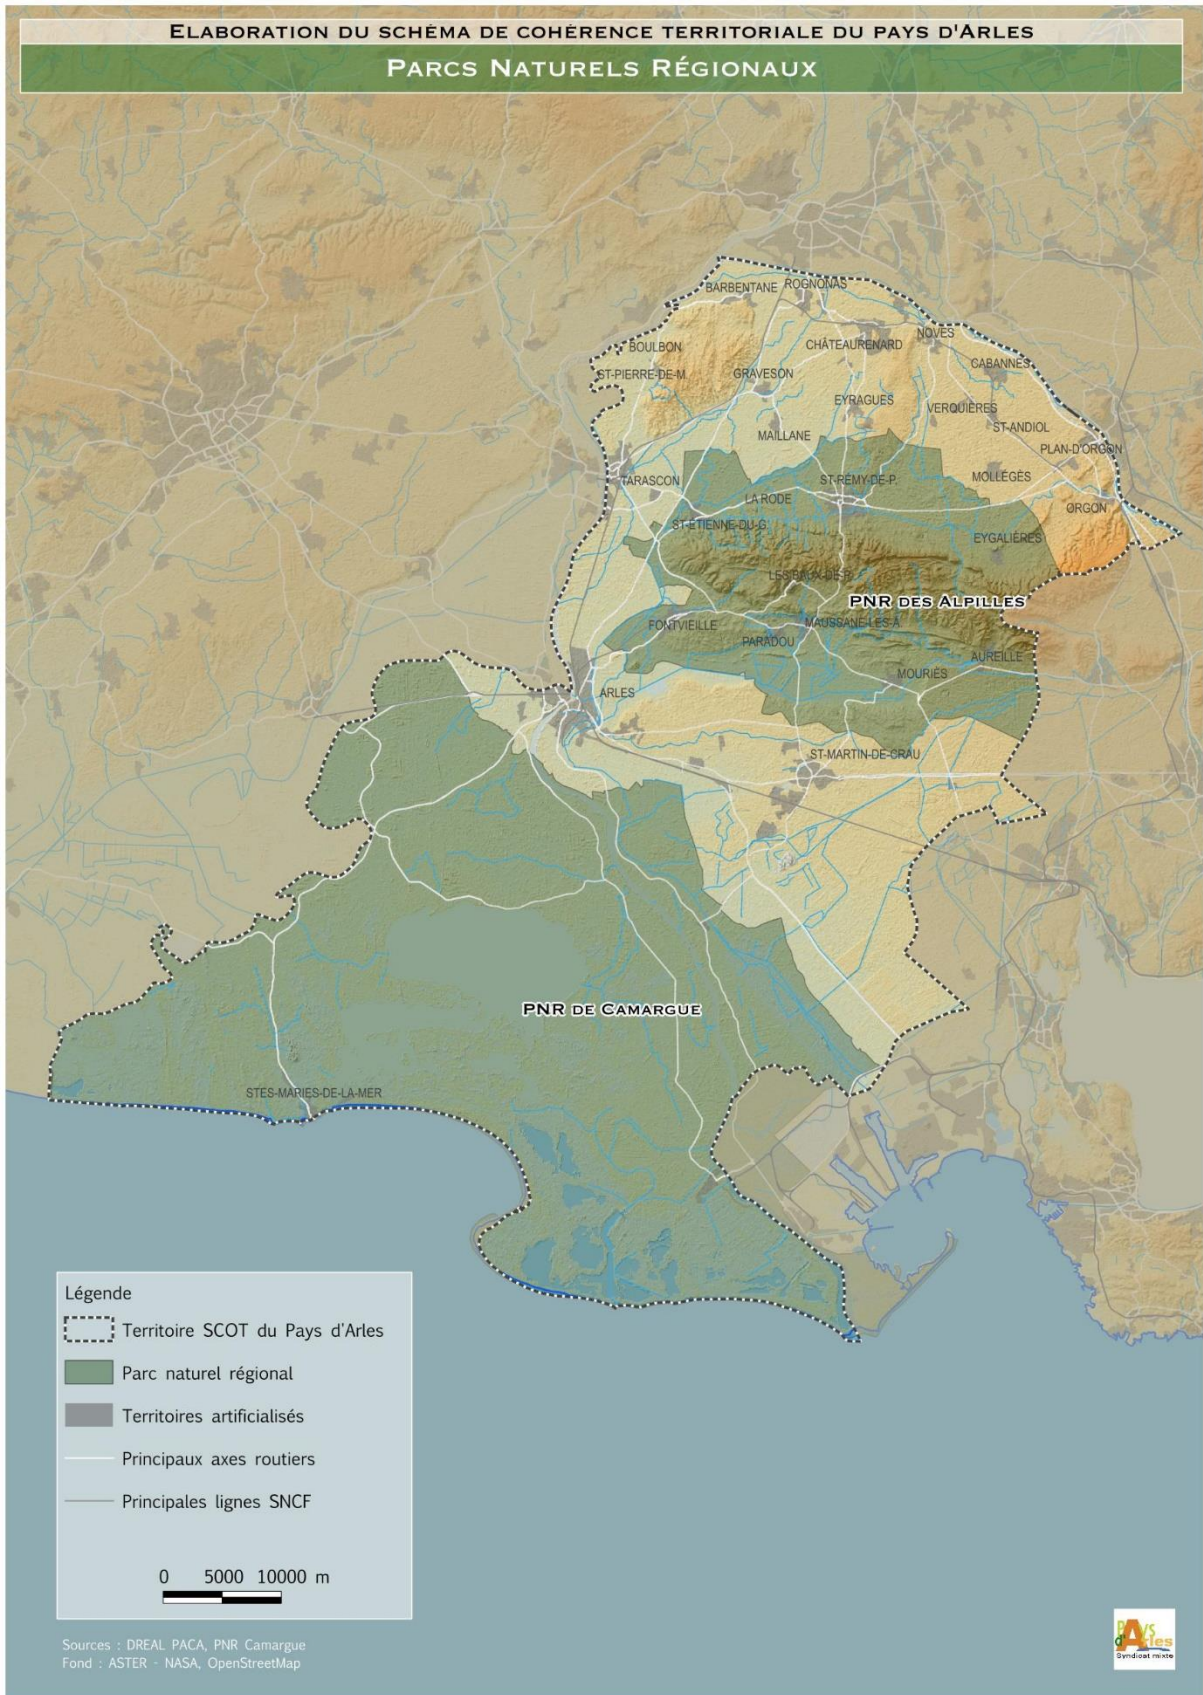 ELABORATION DU SCHÉMA DE COHÉRENCE TERRITORIALE DU PAYS D'ARLES
PARCS NATURELS RÉGIONAUX
BARBENTANE
ROGNONAS
BOULBON
CHÂTEAURENARD
NOVES
ST-PIERRE-DE-M.
GRAVESON
CABANNES
EYRAGUES
VERQUIÈRES
MAILLANE
ST-ANDIOL
PLAN-D'ORGON
TARASCON
ST-RÉMY-DE-P.
MOLLÉGÈS
LA RODE
ORGON
ST-ETIENNE-DU-G.
EYGALIÈRES
LES BAUX-DE-P.
PNR DES ALPILLES
FONTVIEILLE
MAUSSANE-LES-A.
PARADOU
AUREILLE
MOURIÈS
ARLES
ST-MARTIN-DE-CRAU
PNR DE CAMARGUE
STES-MARIES-DE-LA-MER
Légende
Territoire SCOT du Pays d'Arles
Parc naturel régional
Territoires artificialisés
Principaux axes routiers
Principales lignes SNCF
0 5000 10000 m
Sources : DREAL PACA, PNR Camargue
Fond : ASTER - NASA, OpenStreetMap
Pays
d'Arles
Syndicat mixte